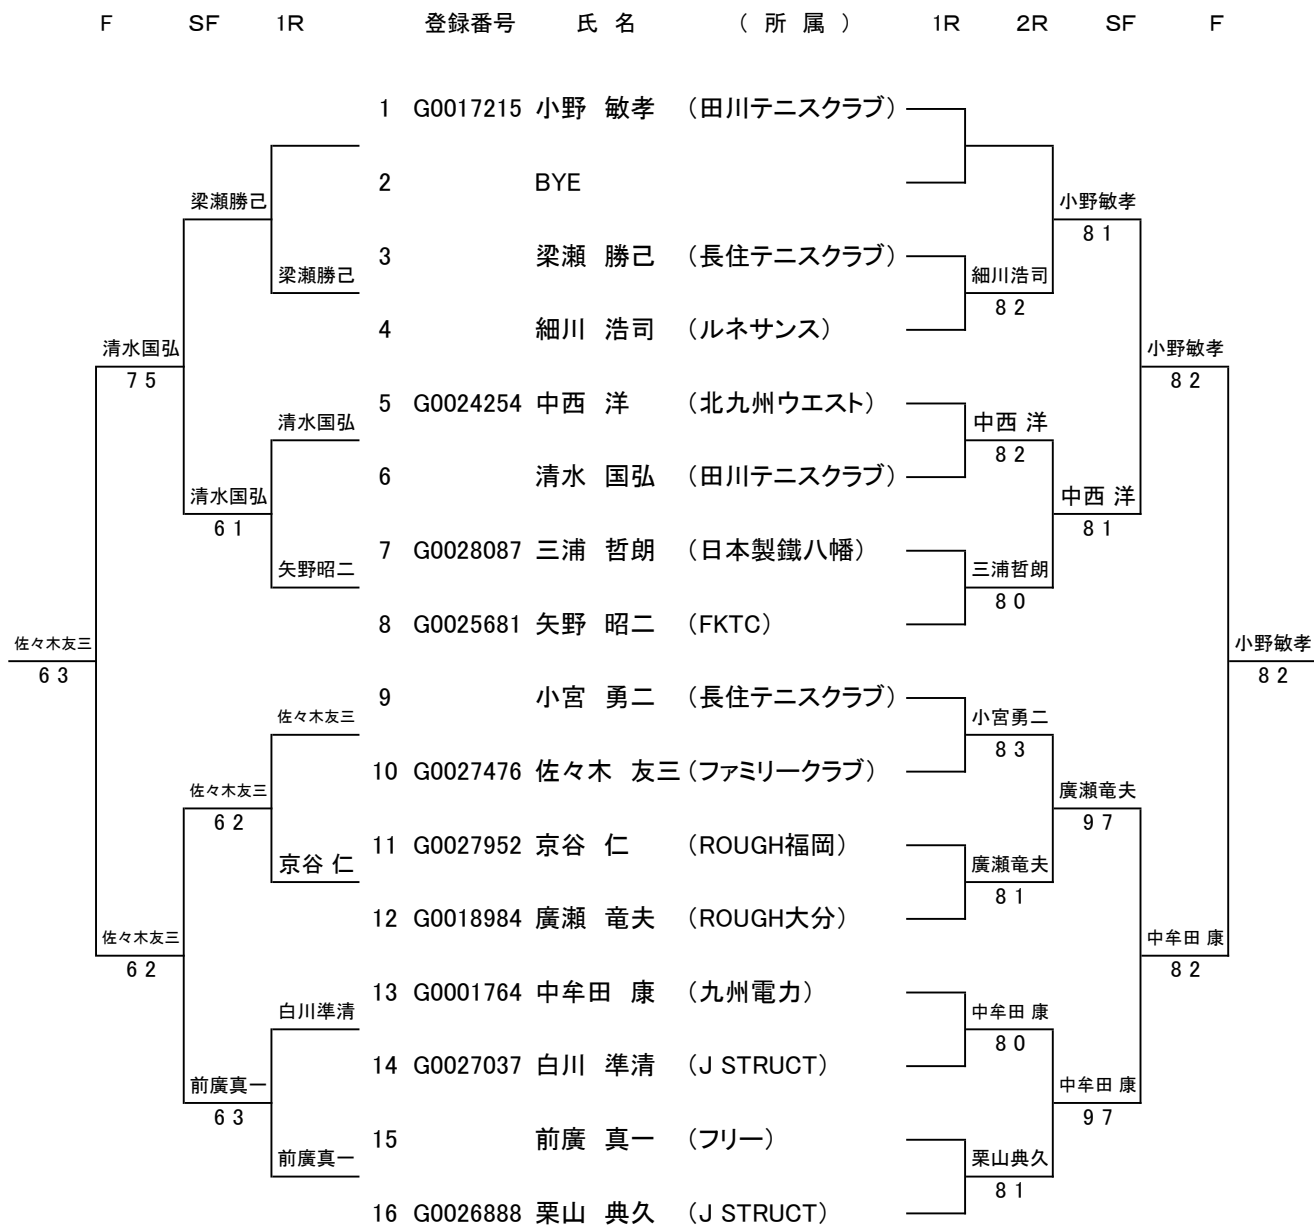 F SF 1R 登録番号 氏 名 ( 所 属 ) 1R 2R SF F
1 G0017215 小野 敏孝 (田川テニスクラブ)
2 BYE
梁瀬勝己 小野敏孝
8 1
3 梁瀬 勝己 (長住テニスクラブ)
梁瀬勝己 細川浩司
8 2
4 細川 浩司 (ルネサンス)
清水国弘 小野敏孝
7 5 8 2
5 G0024254 中西 洋 (北九州ウエスト)
清水国弘 中西 洋
8 2
6 清水 国弘 (田川テニスクラブ)
清水国弘 中西 洋
6 1 8 1
7 G0028087 三浦 哲朗 (日本製鐵八幡)
矢野昭二 三浦哲朗
8 0
8 G0025681 矢野 昭二 (FKTC)
佐々木友三 小野敏孝
6 3 8 2
9 小宮 勇二 (長住テニスクラブ)
佐々木友三 小宮勇二
8 3
10 G0027476 佐々木 友三 (ファミリークラブ)
佐々木友三 廣瀬竜夫
6 2 9 7
11 G0027952 京谷 仁 (ROUGH福岡)
京谷 仁 廣瀬竜夫
8 1
12 G0018984 廣瀬 竜夫 (ROUGH大分)
佐々木友三 中牟田 康
6 2 8 2
13 G0001764 中牟田 康 (九州電力)
白川準清 中牟田 康
8 0
14 G0027037 白川 準清 (J STRUCT)
前廣真一 中牟田 康
6 3 9 7
15 前廣 真一 (フリー)
前廣真一 栗山典久
8 1
16 G0026888 栗山 典久 (J STRUCT)